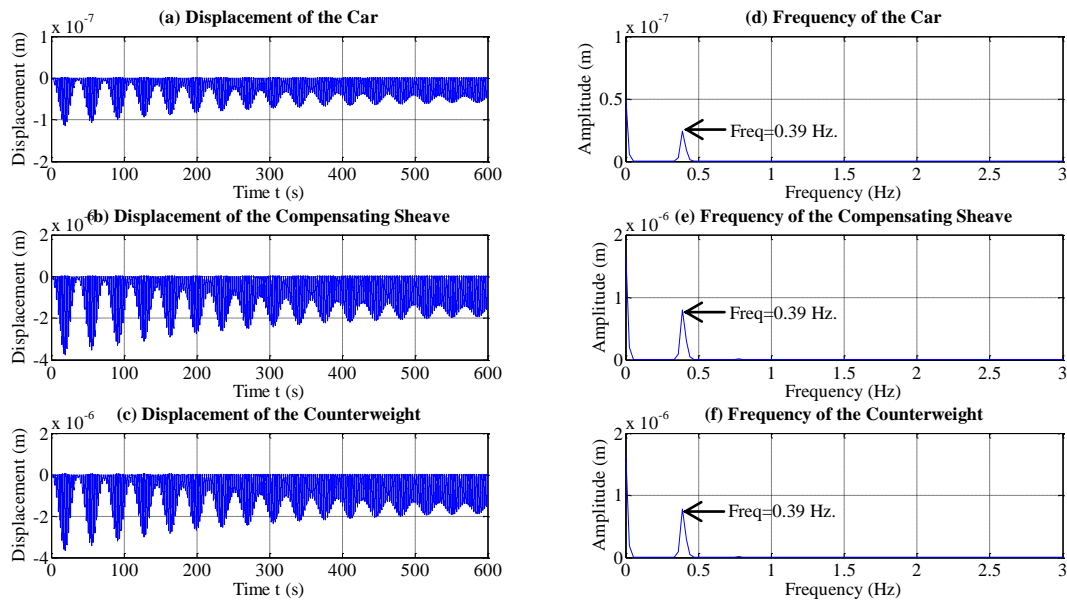 (a) Displacement of the Car
x 10^-7
Displacement (m)
1
0
-1
-2
0 100 200 300 400 500 600
Time t (s)
(b) Displacement of the Compensating Sheave
x 10^-6
Displacement (m)
2
0
-2
-4
0 100 200 300 400 500 600
Time t (s)
(c) Displacement of the Counterweight
x 10^-6
Displacement (m)
2
0
-2
-4
0 100 200 300 400 500 600
Time t (s)
(d) Frequency of the Car
x 10^-7
Amplitude (m)
1
0.5
0
Freq=0.39 Hz.
0 0.5 1 1.5 2 2.5 3
Frequency (Hz)
(e) Frequency of the Compensating Sheave
x 10^-6
Amplitude (m)
2
1
0
Freq=0.39 Hz.
0 0.5 1 1.5 2 2.5 3
Frequency (Hz)
(f) Frequency of the Counterweight
x 10^-6
Amplitude (m)
2
1
0
Freq=0.39 Hz.
0 0.5 1 1.5 2 2.5 3
Frequency (Hz)